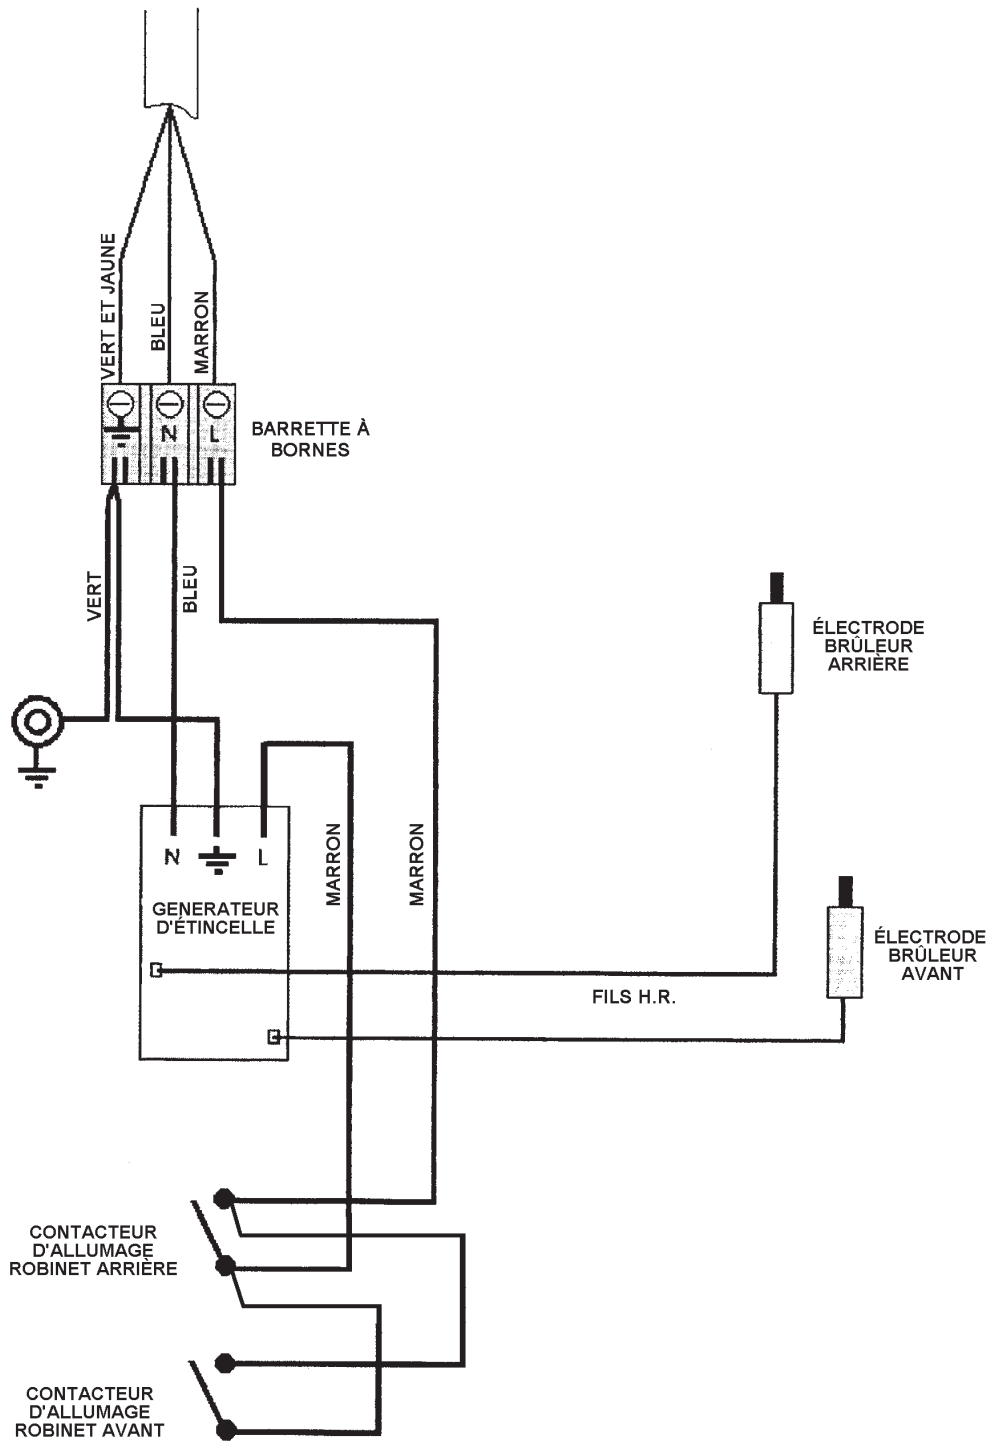 VERT ET JAUNE
BLEU
MARRON
N
L
BARRETTE À
BORNES
VERT
BLEU
ÉLECTRODE
BRÛLEUR
ARRIÈRE
MARRON
MARRON
N
L
GENERATEUR
D'ÉTINCELLE
ÉLECTRODE
BRÛLEUR
AVANT
FILS H.R.
CONTACTEUR
D'ALLUMAGE
ROBINET ARRIÈRE
CONTACTEUR
D'ALLUMAGE
ROBINET AVANT